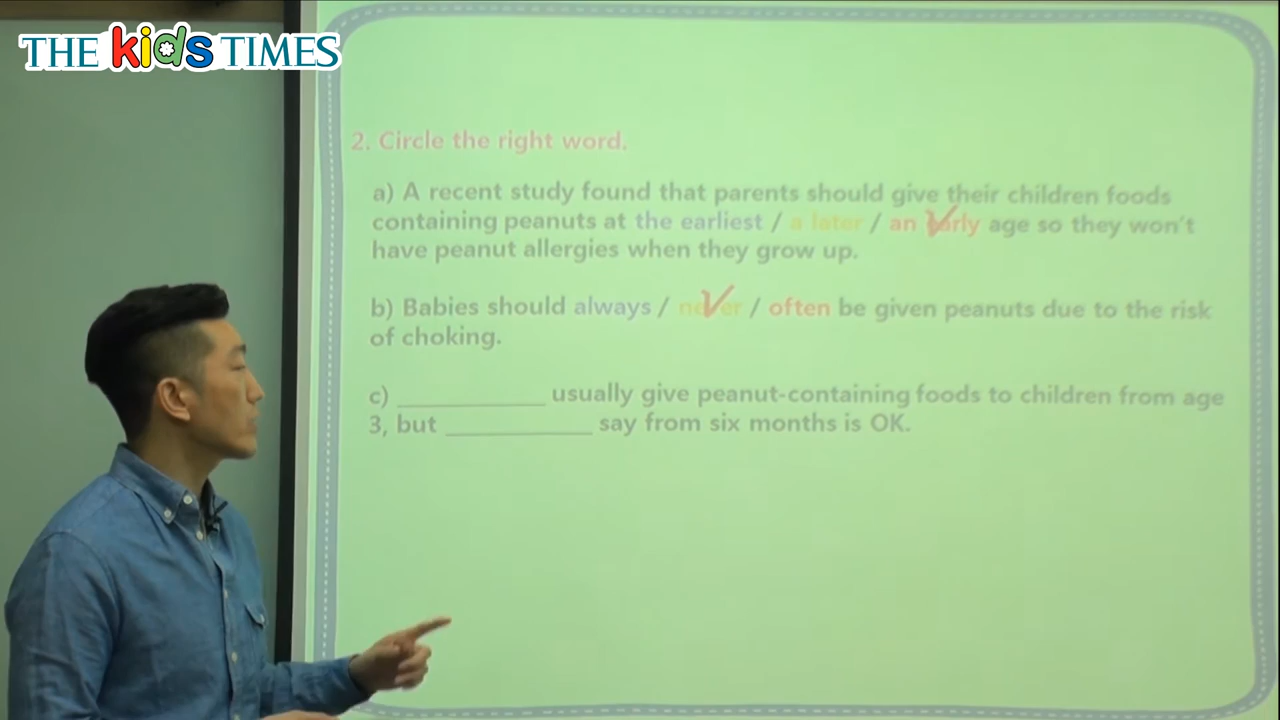 THE kids TIMES
2. Circle the right word.
a) A recent study found that parents should give their children foods
containing peanuts at the earliest / a later / an early age so they won't
have peanut allergies when they grow up.
b) Babies should always / never / often be given peanuts due to the risk
of choking.
c) ____________ usually give peanut-containing foods to children from age
3, but ____________ say from six months is OK.